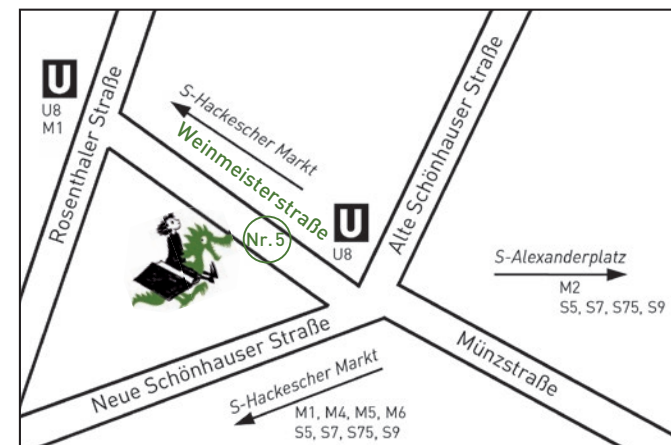 U
U8
M1
Rosenthaler Straße
S-Hackescher Markt
Weinmeisterstraße
Nr.5
U
U8
Alte Schönhauser Straße
S-Alexanderplatz
M2
S5, S7, S75, S9
Neue Schönhauser Straße
Münzstraße
S-Hackescher Markt
M1, M4, M5, M6
S5, S7, S75, S9